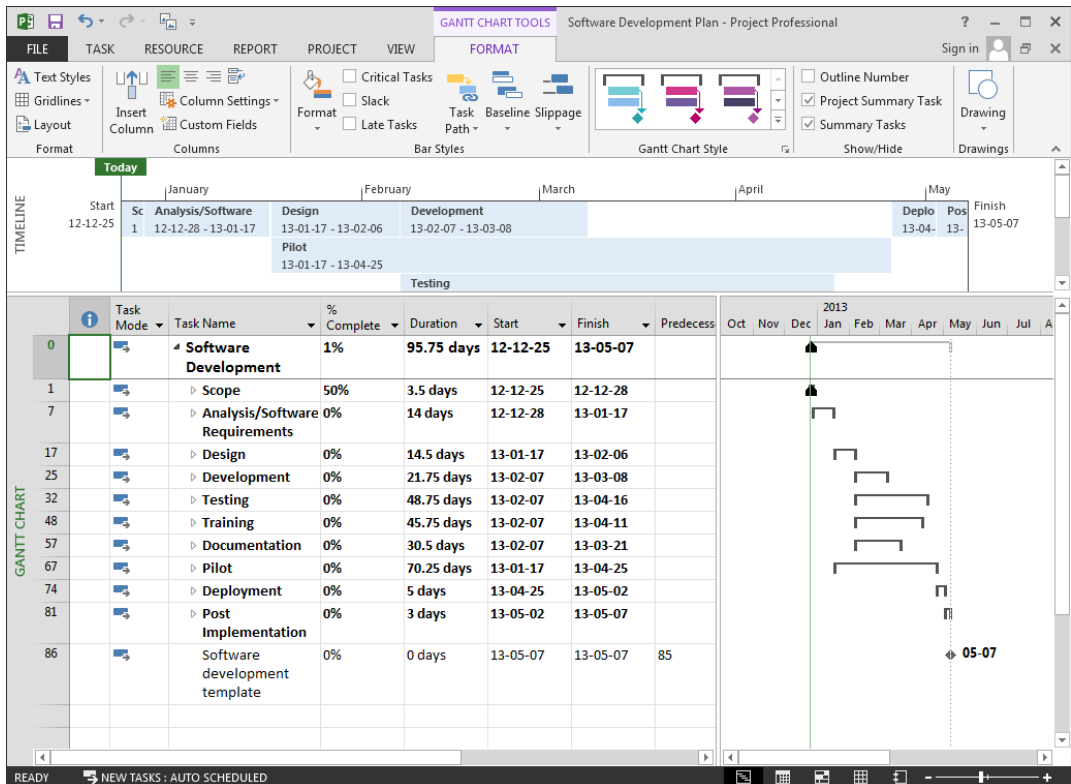 GANTT CHART TOOLS
Software Development Plan - Project Professional
?
FILE TASK RESOURCE REPORT PROJECT VIEW FORMAT
Sign in
Text Styles
Gridlines
Layout
Format
Insert Column
Column Settings
Custom Fields
Columns
Format
Critical Tasks
Slack
Late Tasks
Task Path
Baseline
Slippage
Bar Styles
Gantt Chart Style
Outline Number
Project Summary Task
Summary Tasks
Show/Hide
Drawing
Drawings
TIMELINE
Today
January February March April May
Start
12-12-25
Sc
1
Analysis/Software
12-12-28 - 13-01-17
Design
13-01-17 - 13-02-06
Development
13-02-07 - 13-03-08
Deplo
13-04-
Pos
13-
Finish
13-05-07
Pilot
13-01-17 - 13-04-25
Testing
GANTT CHART
Task Mode Task Name % Complete Duration Start Finish Predecess
2013
Oct Nov Dec Jan Feb Mar Apr May Jun Jul A
0 Software Development 1% 95.75 days 12-12-25 13-05-07
1 Scope 50% 3.5 days 12-12-25 12-12-28
7 Analysis/Software Requirements 0% 14 days 12-12-28 13-01-17
17 Design 0% 14.5 days 13-01-17 13-02-06
25 Development 0% 21.75 days 13-02-07 13-03-08
32 Testing 0% 48.75 days 13-02-07 13-04-16
48 Training 0% 45.75 days 13-02-07 13-04-11
57 Documentation 0% 30.5 days 13-02-07 13-03-21
67 Pilot 0% 70.25 days 13-01-17 13-04-25
74 Deployment 0% 5 days 13-04-25 13-05-02
81 Post Implementation 0% 3 days 13-05-02 13-05-07
86 Software development template 0% 0 days 13-05-07 13-05-07 85
05-07
READY NEW TASKS : AUTO SCHEDULED